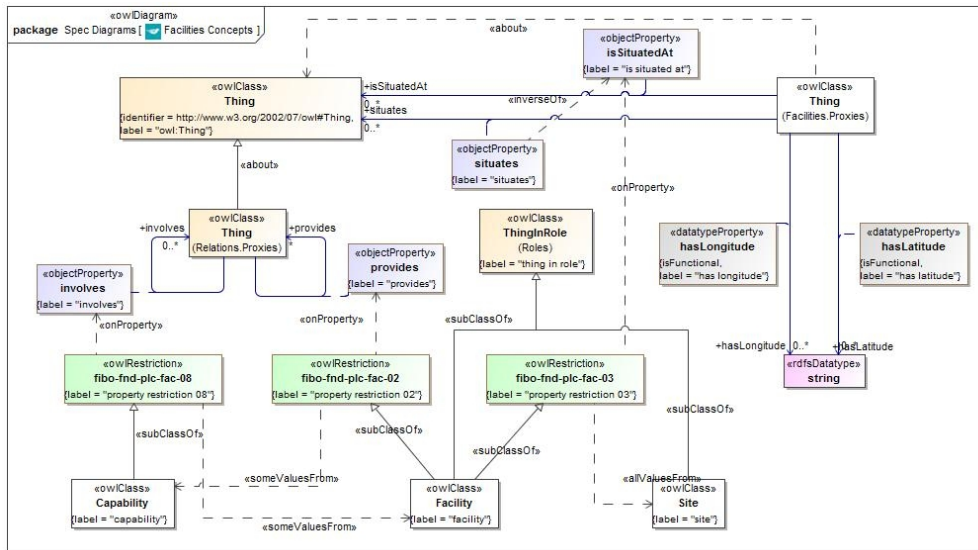 «owlDiagram»
package Spec Diagrams [ Facilities Concepts ]
«about»
«objectProperty»
isSituatedAt
{label = "is situated at"}
«owlClass»
Thing
{identifier = http://www.w3.org/2002/07/owl#Thing,
label = "owl:Thing"}
+isSituatedAt
0..*
+situates
0..*
«inverseOf»
«owlClass»
Thing
(Facilities.Proxies)
«objectProperty»
situates
{label = "situates"}
«about»
«onProperty»
«owlClass»
Thing
(Relations.Proxies)
+involves
0..*
+provides
*
«owlClass»
ThingInRole
(Roles)
{label = "thing in role"}
«datatypeProperty»
hasLongitude
{isFunctional,
label = "has longitude"}
«datatypeProperty»
hasLatitude
{isFunctional,
label = "has latitude"}
«objectProperty»
involves
{label = "involves"}
«objectProperty»
provides
{label = "provides"}
«onProperty»
«onProperty»
«subClassOf»
+hasLongitude
0..*
0..*
+hasLatitude
«owlRestriction»
fibo-fnd-plc-fac-08
{label = "property restriction 08"}
«owlRestriction»
fibo-fnd-plc-fac-02
{label = "property restriction 02"}
«owlRestriction»
fibo-fnd-plc-fac-03
{label = "property restriction 03"}
«rdfsDatatype»
string
«subClassOf»
«subClassOf»
«subClassOf»
«subClassOf»
«someValuesFrom»
«allValuesFrom»
«owlClass»
Capability
{label = "capability"}
«owlClass»
Facility
{label = "facility"}
«owlClass»
Site
{label = "site"}
«someValuesFrom»